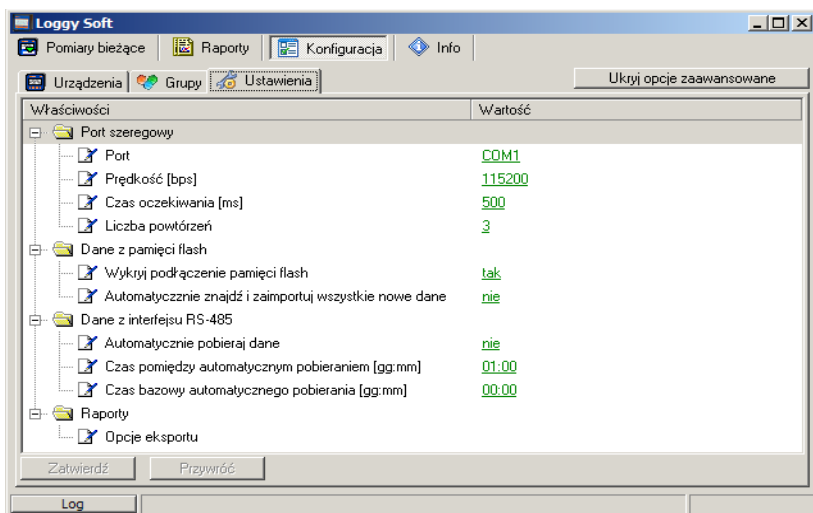 Loggy Soft
Pomiary bieżące Raporty Konfiguracja Info
Urządzenia Grupy Ustawienia Ukryj opcje zaawansowane
Właściwości Wartość
Port szeregowy
Port COM1
Prędkość [bps] 115200
Czas oczekiwania [ms] 500
Liczba powtórzeń 3
Dane z pamięci flash
Wykryj podłączenie pamięci flash tak
Automatycznznie znajdź i zaimportuj wszystkie nowe dane nie
Dane z interfejsu RS-485
Automatycznie pobieraj dane nie
Czas pomiędzy automatycznym pobieraniem [gg:mm] 01:00
Czas bazowy automatycznego pobierania [gg:mm] 00:00
Raporty
Opcje eksportu
Zatwierdź Przywróć
Log